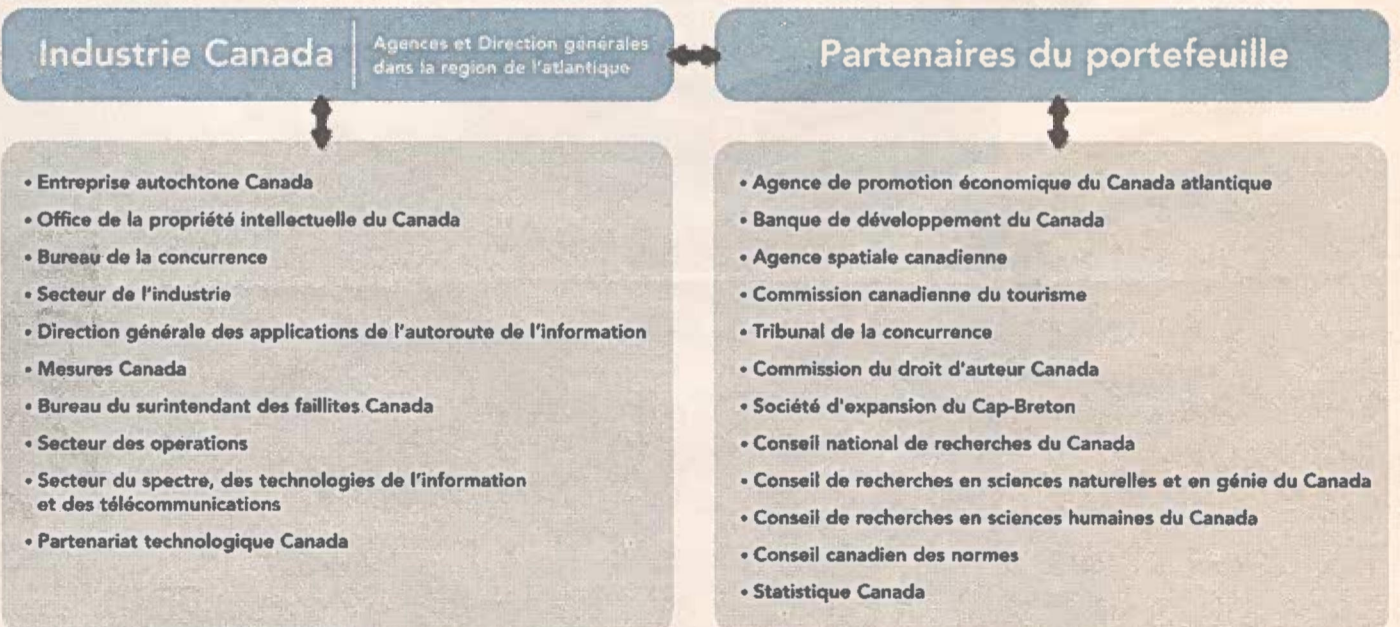 Industrie Canada
Agences et Direction générales
dans la region de l'atlantique
Partenaires du portefeuille
• Entreprise autochtone Canada
• Office de la propriété intellectuelle du Canada
• Bureau de la concurrence
• Secteur de l'industrie
• Direction générale des applications de l'autoroute de l'information
• Mesures Canada
• Bureau du surintendant des faillites Canada
• Secteur des operations
• Secteur du spectre, des technologies de l'information
et des télécommunications
• Partenariat technologique Canada
• Agence de promotion économique du Canada atlantique
• Banque de développement du Canada
• Agence spatiale canadienne
• Commission canadienne du tourisme
• Tribunal de la concurrence
• Commission du droit d'auteur Canada
• Société d'expansion du Cap-Breton
• Conseil national de recherches du Canada
• Conseil de recherches en sciences naturelles et en génie du Canada
• Conseil de recherches en sciences humaines du Canada
• Conseil canadien des normes
• Statistique Canada